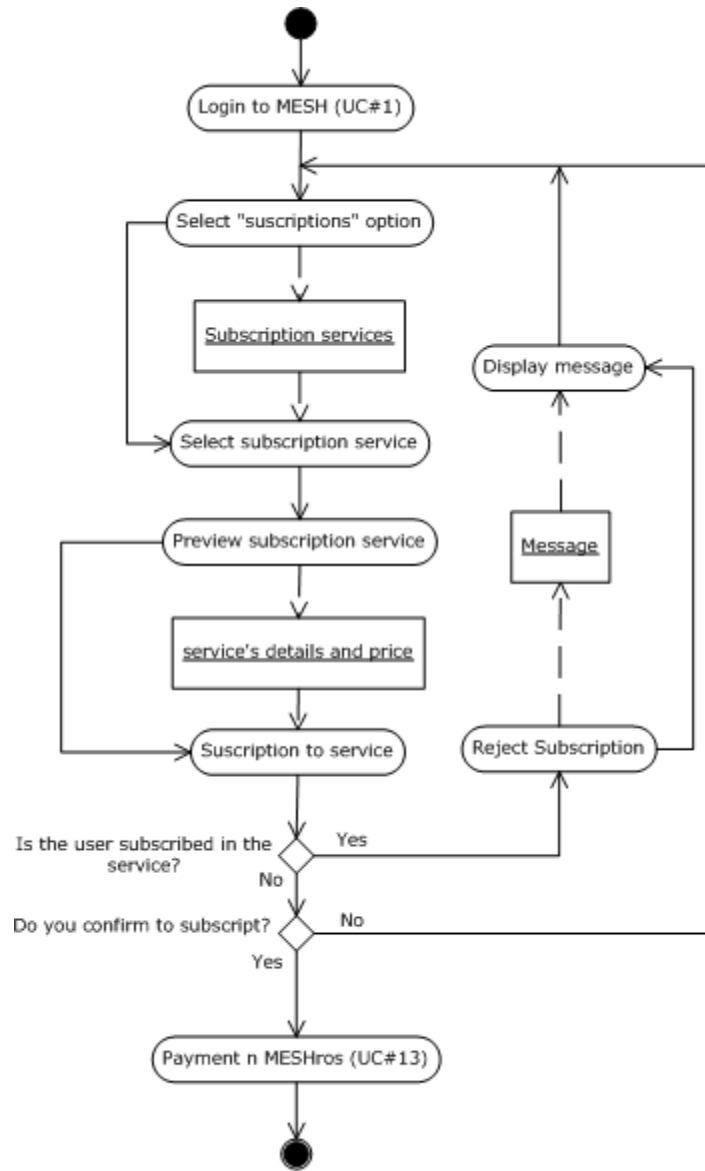 Login to MESH (UC#1)
Select "suscriptions" option
Subscription services
Display message
Select subscription service
Preview subscription service
Message
service's details and price
Suscription to service
Reject Subscription
Is the user subscribed in the
service?
Yes
No
Do you confirm to subscript?
No
Yes
Payment n MESHros (UC#13)